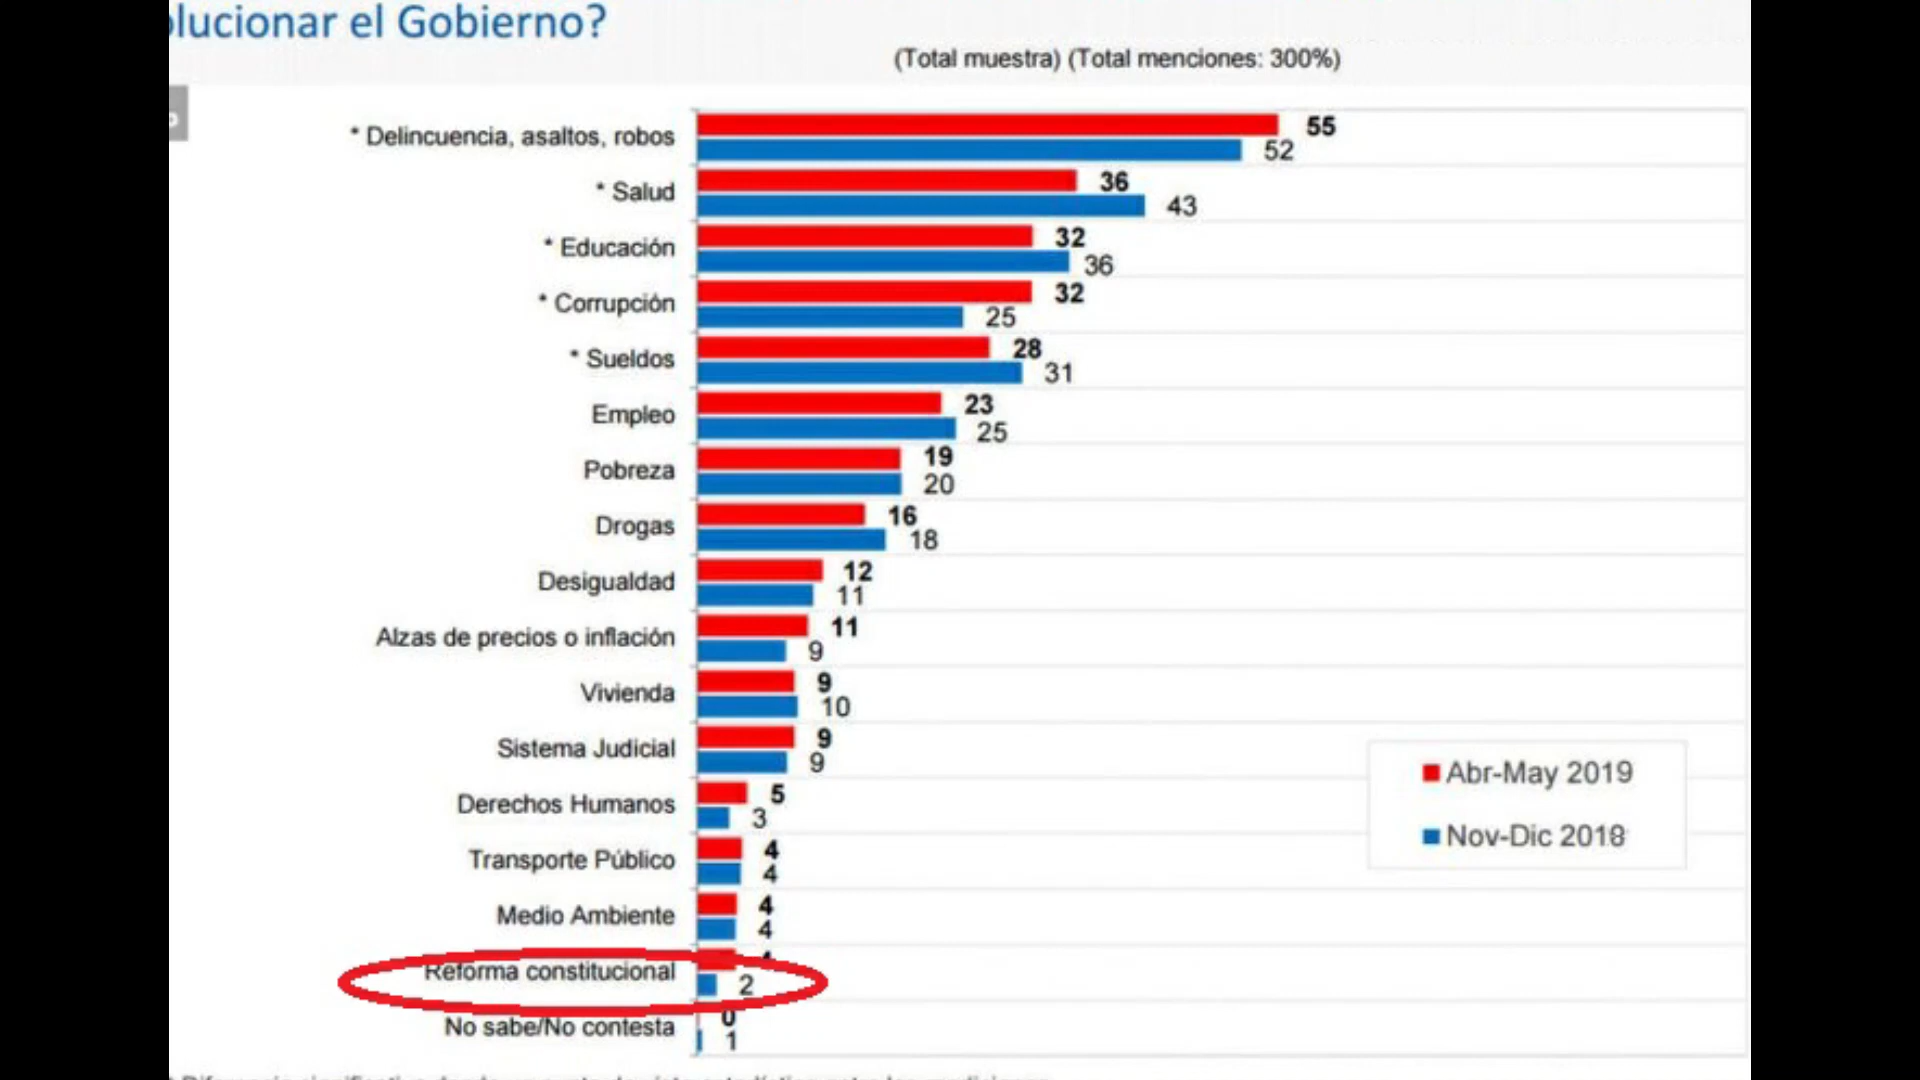 olucionar el Gobierno?
(Total muestra) (Total menciones: 300%)
* Delincuencia, asaltos, robos 55
52
* Salud 36
43
* Educación 32
36
* Corrupción 32
25
* Sueldos 28
31
Empleo 23
25
Pobreza 19
20
Drogas 16
18
Desigualdad 12
11
Alzas de precios o inflación 11
9
Vivienda 9
10
Sistema Judicial 9
9
Derechos Humanos 5
3
Transporte Público 4
4
Medio Ambiente 4
4
Reforma constitucional 4
2
No sabe/No contesta 0
1
Abr-May 2019
Nov-Dic 2018